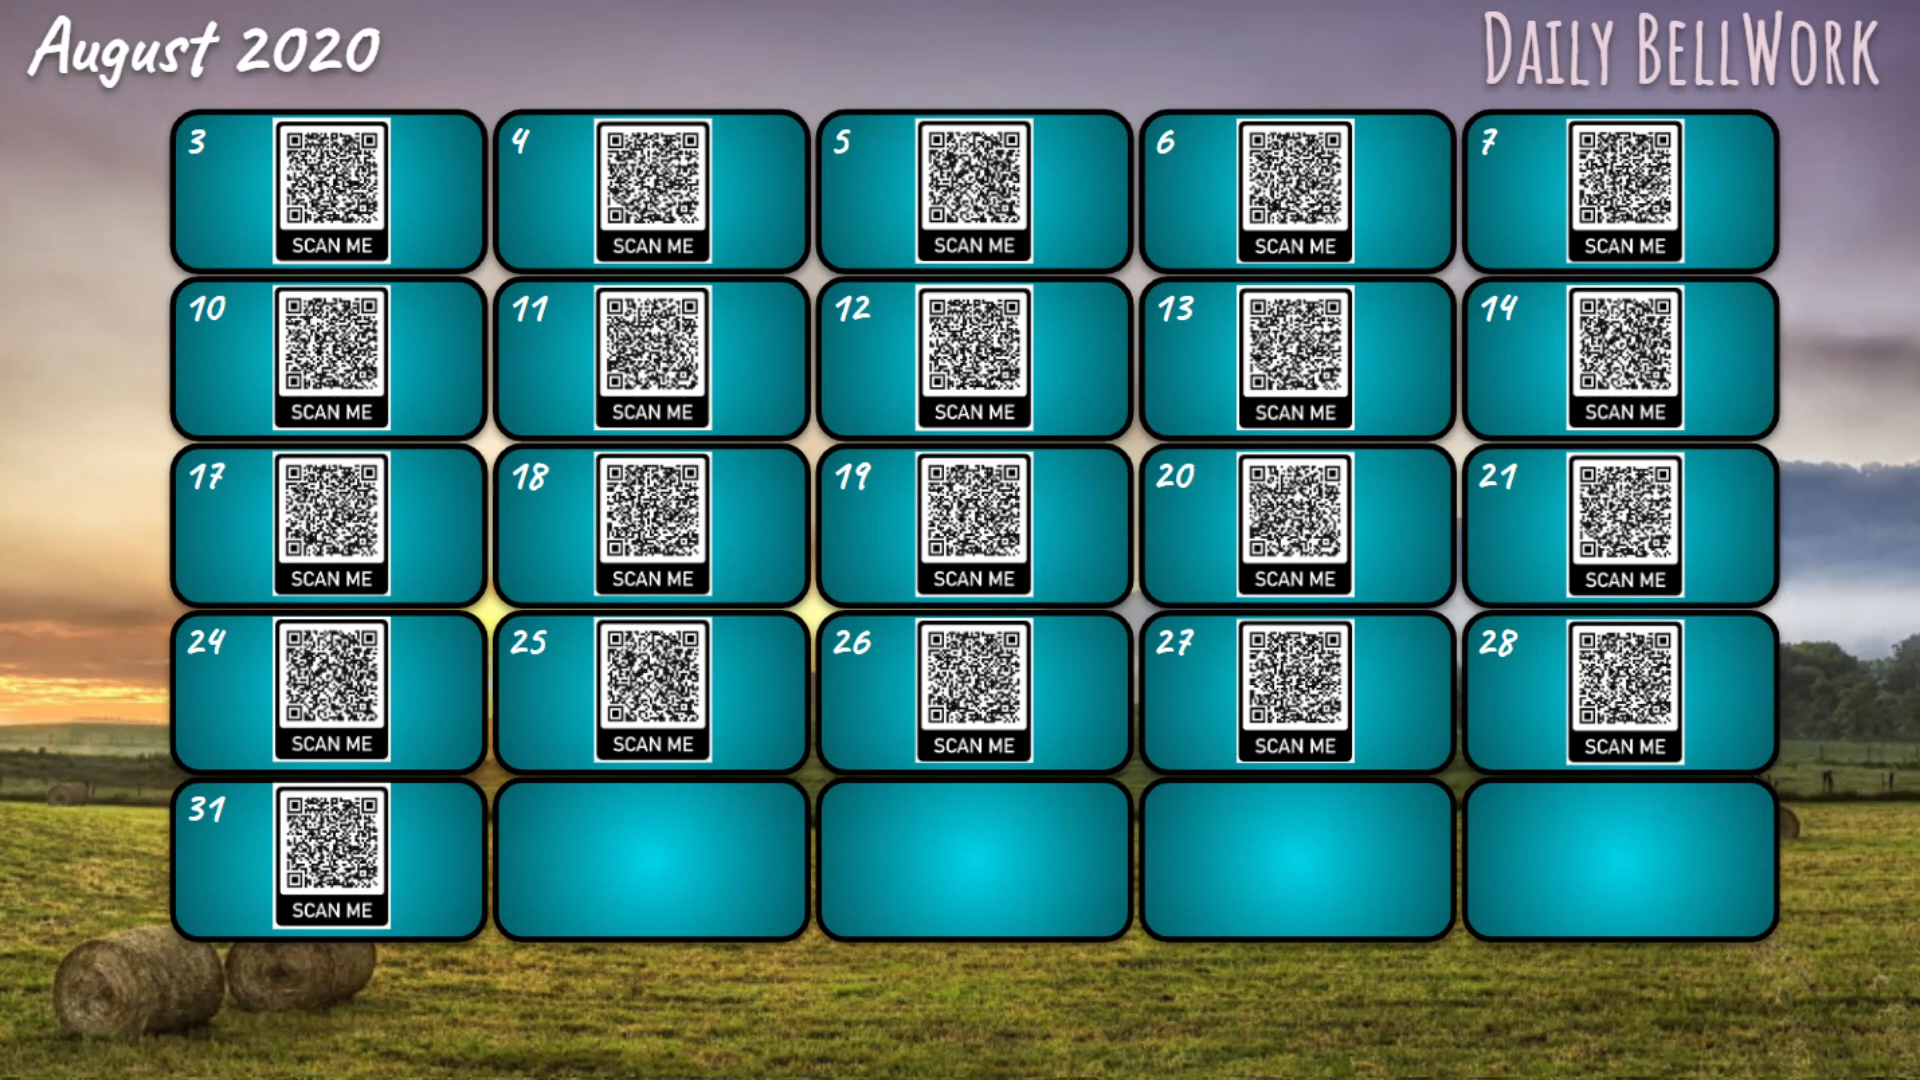 August 2020
DAILY BELLWORK
3 4 5 6 7
SCAN ME SCAN ME SCAN ME SCAN ME SCAN ME
10 11 12 13 14
SCAN ME SCAN ME SCAN ME SCAN ME SCAN ME
17 18 19 20 21
SCAN ME SCAN ME SCAN ME SCAN ME SCAN ME
24 25 26 27 28
SCAN ME SCAN ME SCAN ME SCAN ME SCAN ME
31
SCAN ME